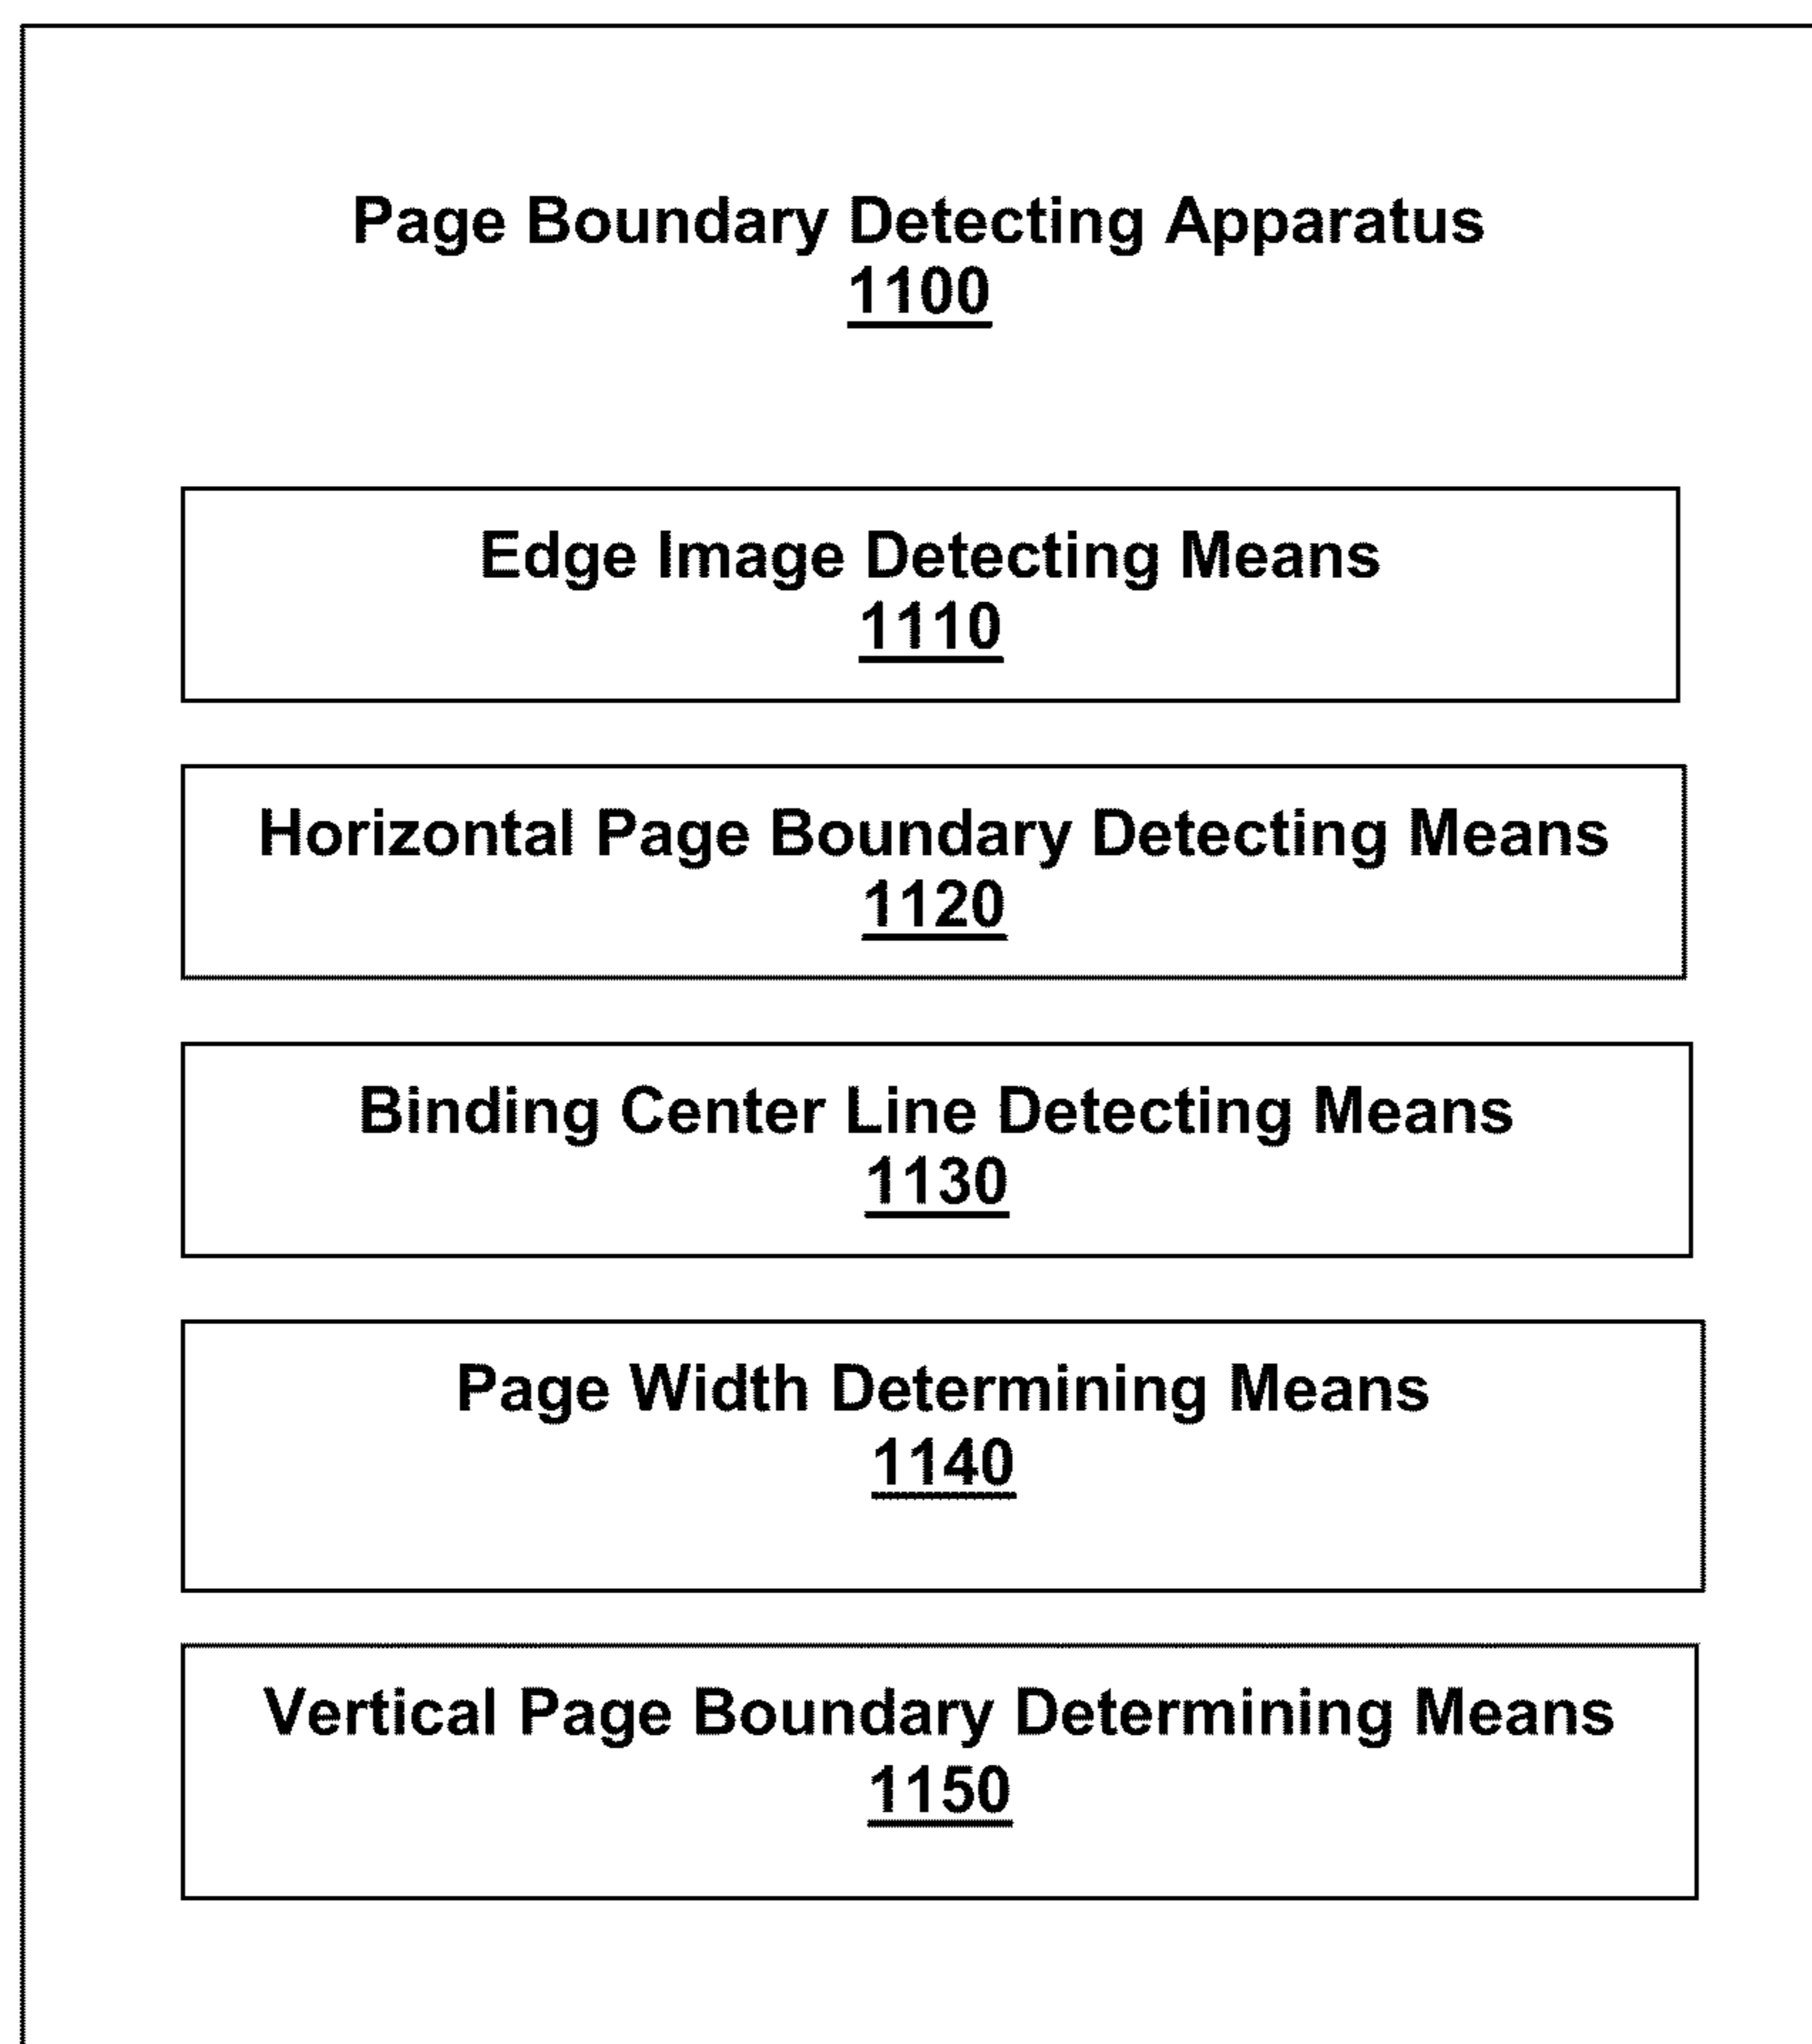 Page Boundary Detecting Apparatus
1100
Edge Image Detecting Means
1110
Horizontal Page Boundary Detecting Means
1120
Binding Center Line Detecting Means
1130
Page Width Determining Means
1140
Vertical Page Boundary Determining Means
1150